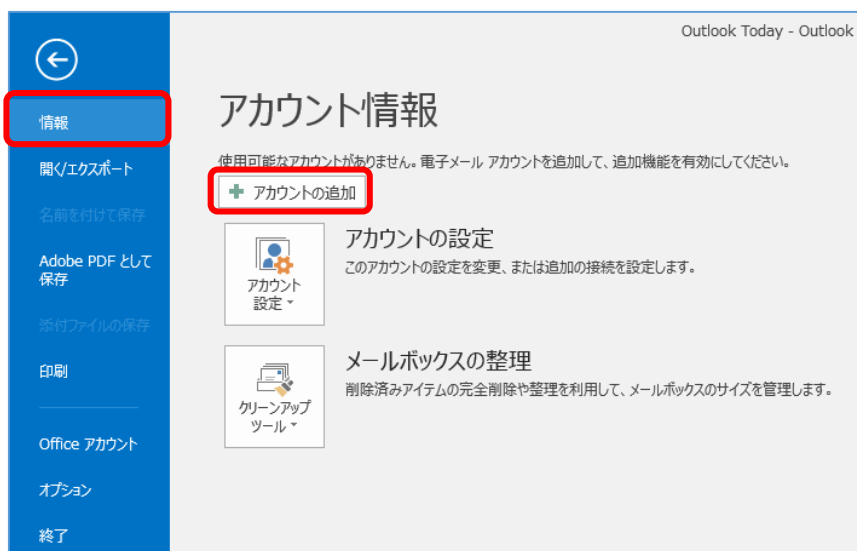 Outlook Today - Outlook
情報
開く/エクスポート
名前を付けて保存
Adobe PDF として
保存
添付ファイルの保存
印刷
Office アカウント
オプション
終了
アカウント情報
使用可能なアカウントがありません。電子メール アカウントを追加して、追加機能を有効にしてください。
アカウントの追加
アカウント
設定
アカウントの設定
このアカウントの設定を変更、または追加の接続を設定します。
クリーンアップ
ツール
メールボックスの整理
削除済みアイテムの完全削除や整理を利用して、メールボックスのサイズを管理します。